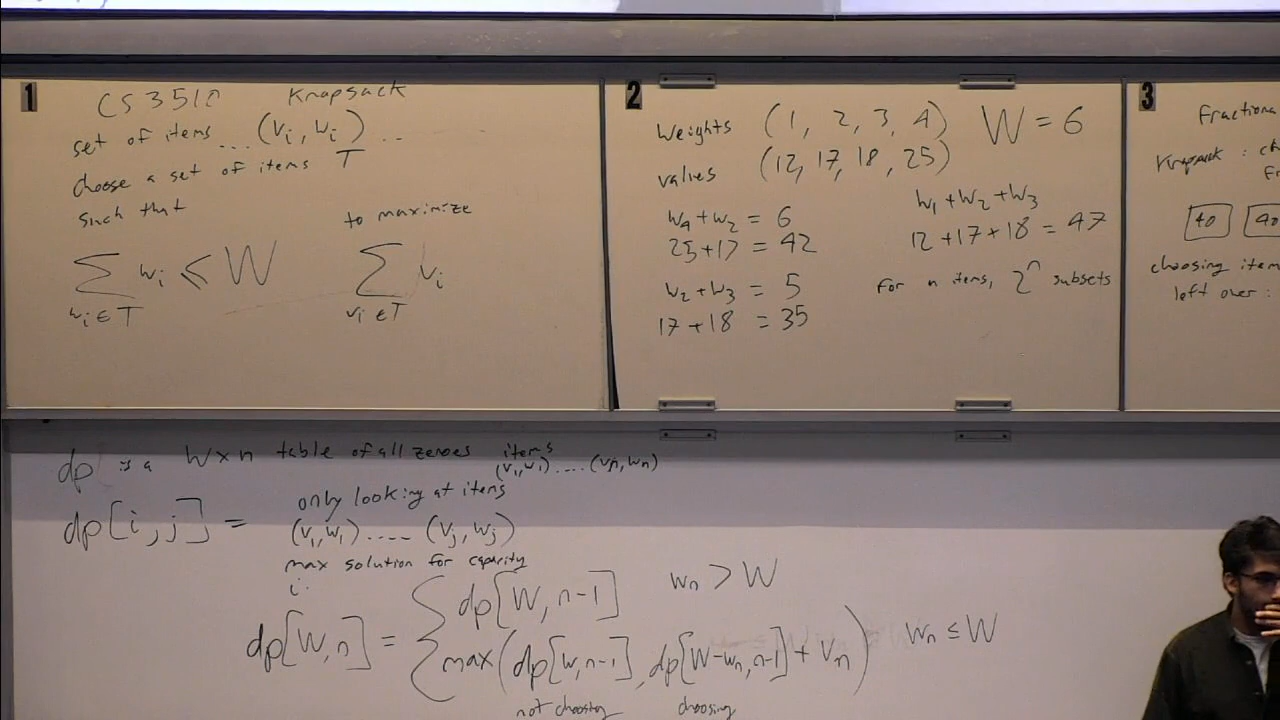 1
CS 3510 Knapsack
set of items ... (vᵢ, wᵢ) ...
choose a set of items T
such that
to maximize
∑ wᵢ ≤ W
wᵢ ∈ T
∑ vᵢ
vᵢ ∈ T
2
weights (1, 2, 3, 4) W = 6
values (12, 17, 18, 25)
w₄ + w₂ = 6
25 + 17 = 42
w₂ + w₃ = 5
17 + 18 = 35
w₁ + w₂ + w₃
12 + 17 + 18 = 47
for n items, 2ⁿ subsets
3
Fractiona
Knapsack :
40 40
choosing item
left over :
dp is a W x n table of all zeroes items
(v₁, w₁) .... (vn, wn)
dp[i, j] = only looking at items
(v₁, w₁) .... (vj, wj)
max solution for capacity
i.
dp[W, n] = { dp[W, n-1] wn > W
max(dp[W, n-1], dp[W-wn, n-1] + vn) wn ≤ W
not choosing choosing